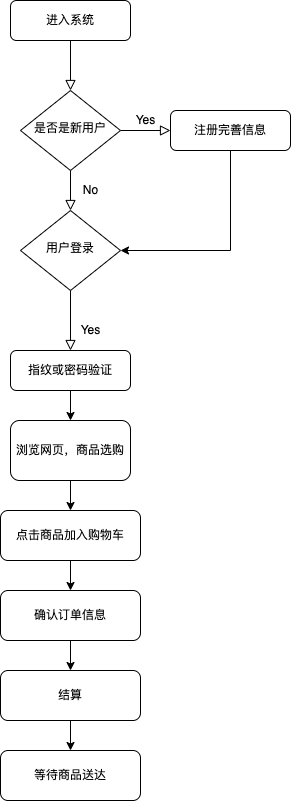 进入系统
是否是新用户
Yes
注册完善信息
No
用户登录
Yes
指纹或密码验证
浏览网页，商品选购
点击商品加入购物车
确认订单信息
结算
等待商品送达